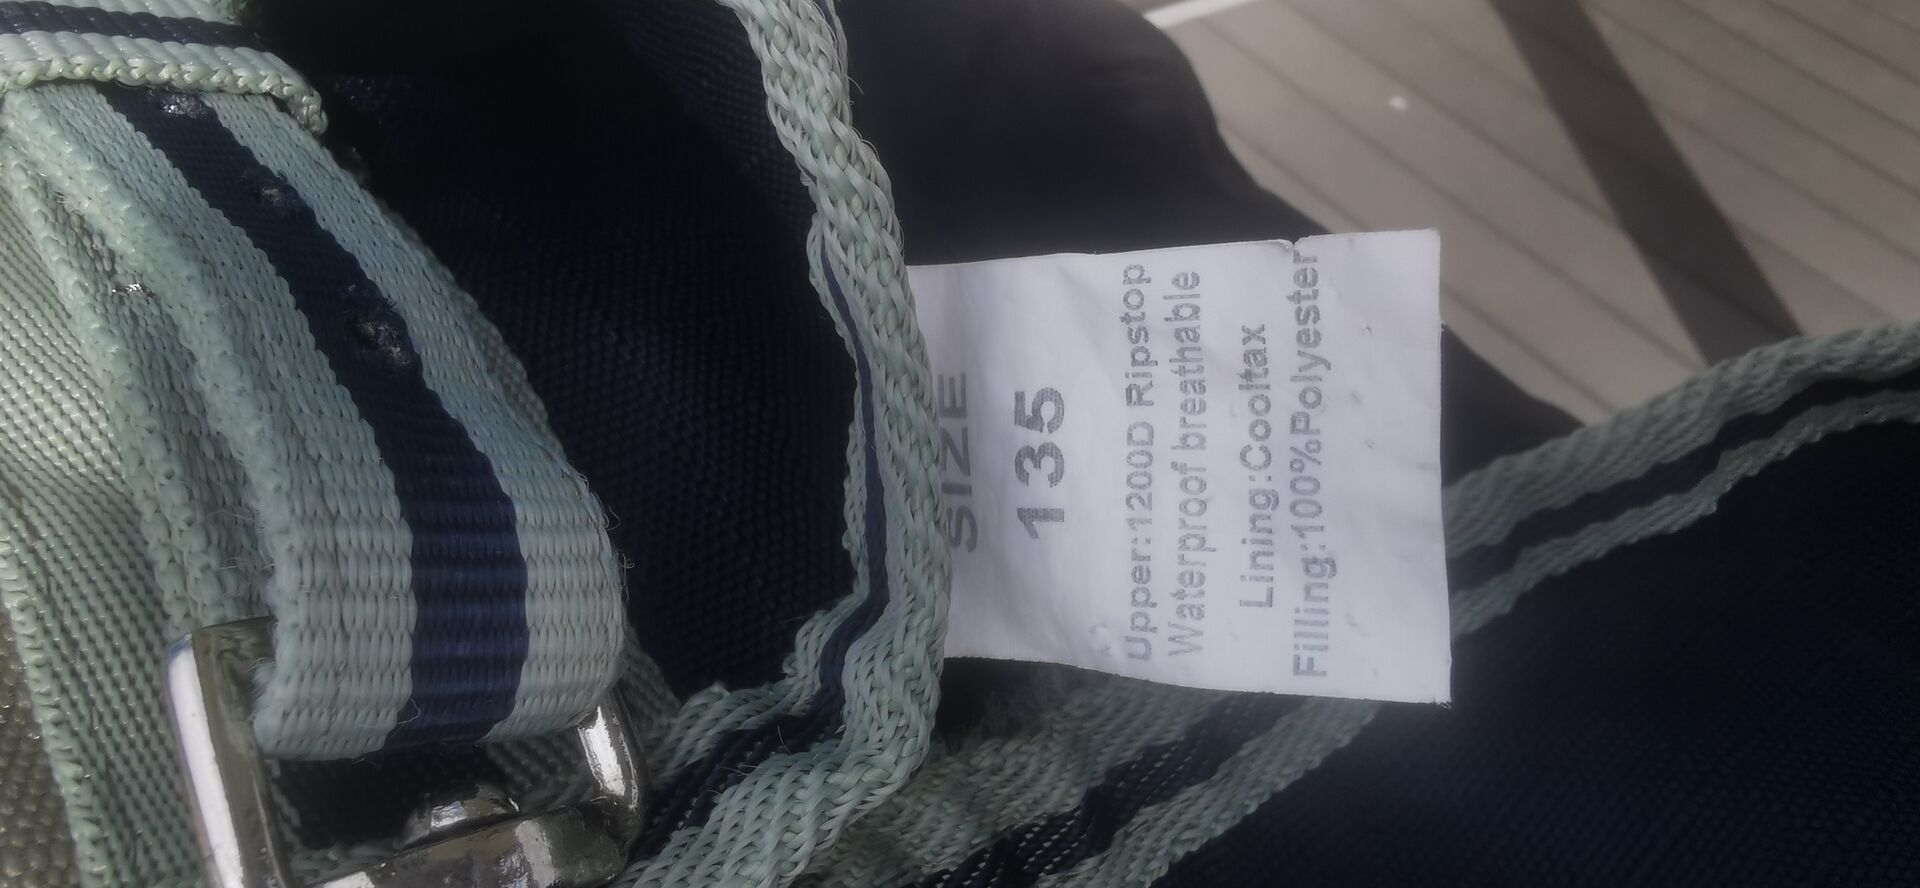 SIZE
135
Upper:1200D Ripstop
Waterproof breathable
Lining:Cooltax
Filling:100%Polyester